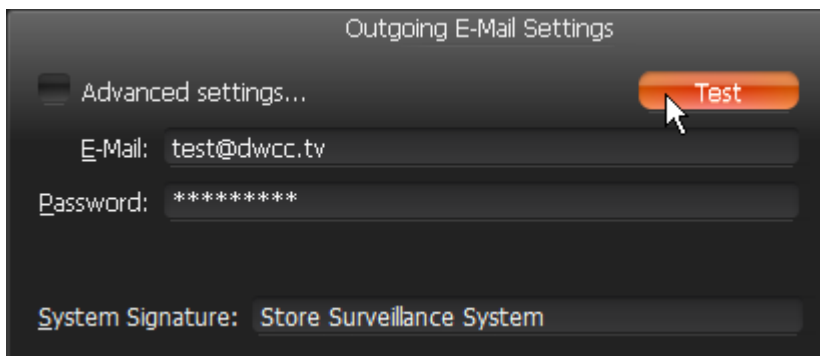 Outgoing E-Mail Settings
Advanced settings...
Test
E-Mail: test@dwcc.tv
Password: *********
System Signature: Store Surveillance System